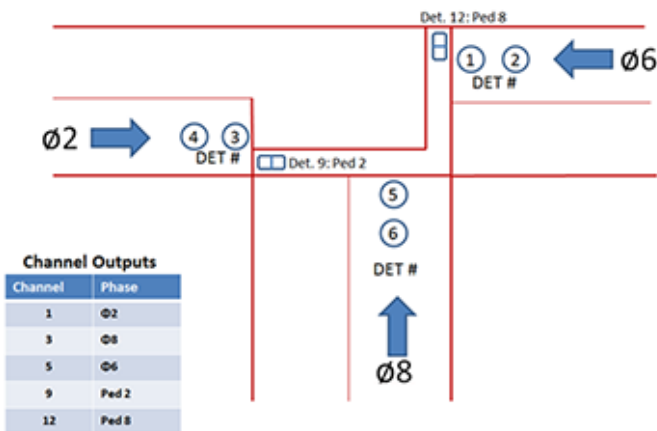 Det. 12: Ped 8
1 2
DET #
Ø6
Ø2
4 3
DET #
Det. 9: Ped 2
5
6
DET #
Ø8
Channel Outputs
Channel Phase
1 Φ2
3 Φ8
5 Φ6
9 Ped 2
12 Ped 8